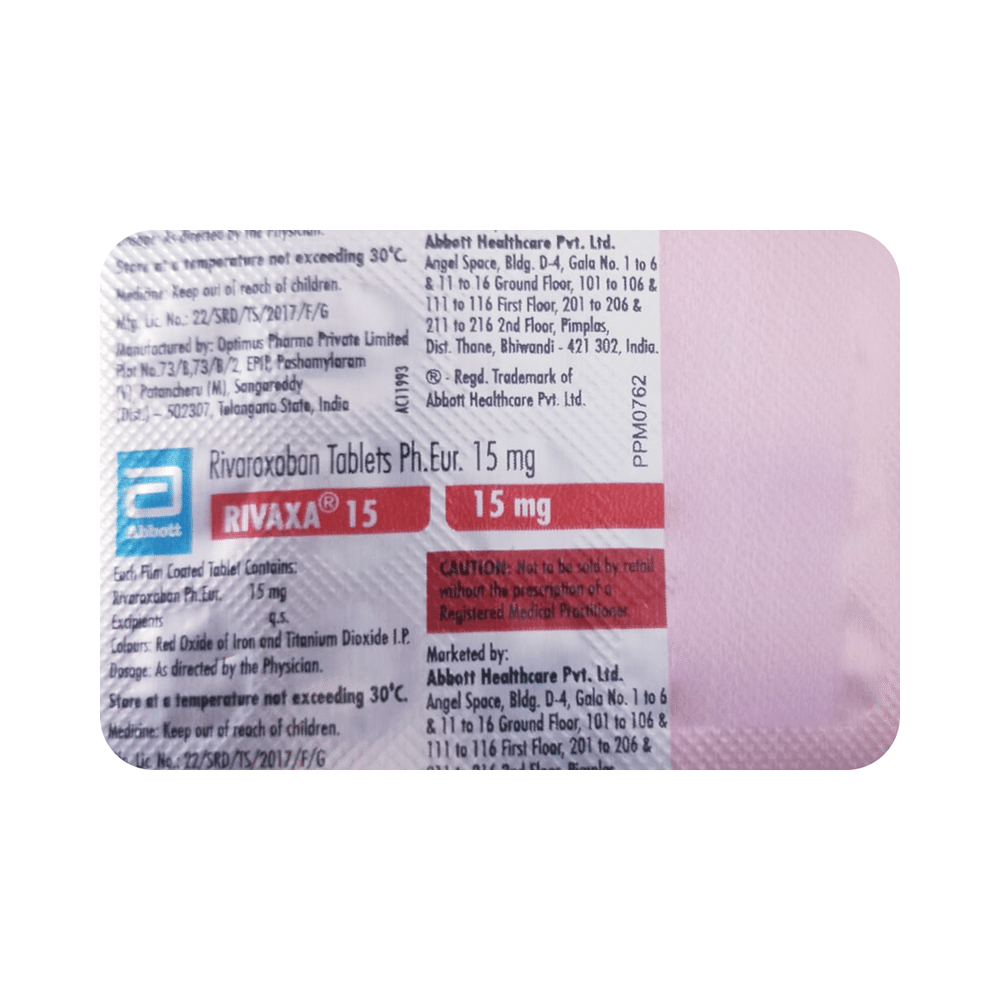 As directed by the Physician.
Store at a temperature not exceeding 30°C.
Medicine: Keep out of reach of children.
Mfg. Lic. No.: 22/SRD/TS/2017/F/G
Manufactured by: Optimus Pharma Private Limited
Plot No.73/B,73/B/2, EPIP, Pashamylaram
(V), Patancheru (M), Sangareddy
(Dist.) – 502307, Telangana State, India
ACI1993
Abbott Healthcare Pvt. Ltd.
Angel Space, Bldg. D-4, Gala No. 1 to 6
& 11 to 16 Ground Floor, 101 to 106 &
111 to 116 First Floor, 201 to 206 &
211 to 216 2nd Floor, Pimplas,
Dist. Thane, Bhiwandi - 421 302, India.
® - Regd. Trademark of
Abbott Healthcare Pvt. Ltd.
PPM0762
Abbott
Rivaroxaban Tablets Ph.Eur. 15 mg
RIVAXA® 15
15 mg
Each Film Coated Tablet Contains:
Rivaroxaban Ph.Eur. 15 mg
Excipients q.s.
Colours: Red Oxide of Iron and Titanium Dioxide I.P.
Dosage: As directed by the Physician.
Store at a temperature not exceeding 30°C.
Medicine: Keep out of reach of children.
Lic No.: 22/SRD/TS/2017/F/G
CAUTION: Not to be sold by retail
without the prescription of a
Registered Medical Practitioner.
Marketed by:
Abbott Healthcare Pvt. Ltd.
Angel Space, Bldg. D-4, Gala No. 1 to 6
& 11 to 16 Ground Floor, 101 to 106 &
111 to 116 First Floor, 201 to 206 &